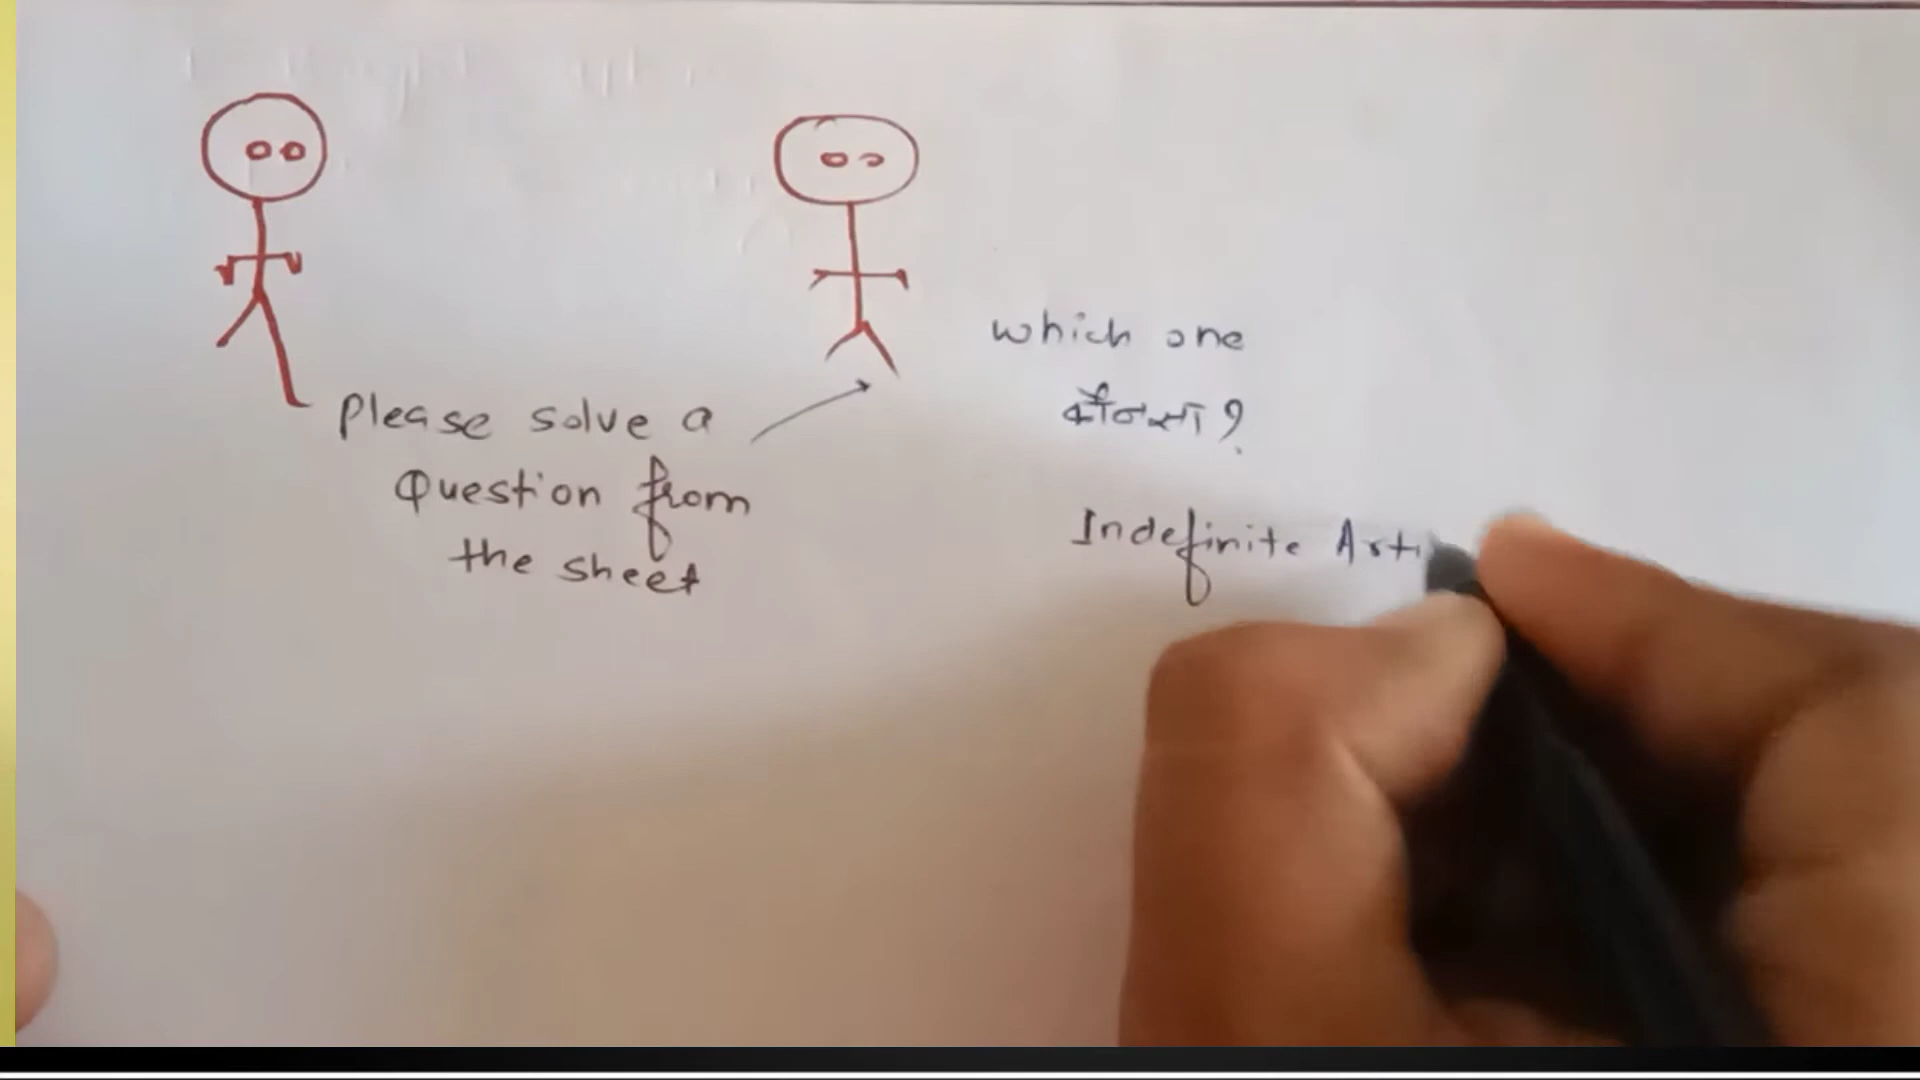 Please solve a
Question from
the sheet
which one
कौनसा?
Indefinite Arti